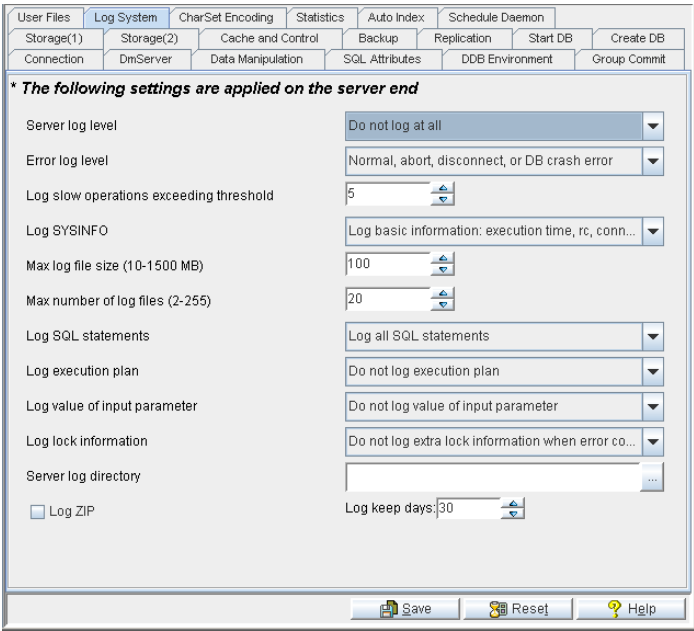 User Files Log System CharSet Encoding Statistics Auto Index Schedule Daemon
Storage(1) Storage(2) Cache and Control Backup Replication Start DB Create DB
Connection DmServer Data Manipulation SQL Attributes DDB Environment Group Commit
* The following settings are applied on the server end
Server log level Do not log at all
Error log level Normal, abort, disconnect, or DB crash error
Log slow operations exceeding threshold 5
Log SYSINFO Log basic information: execution time, rc, conn...
Max log file size (10-1500 MB) 100
Max number of log files (2-255) 20
Log SQL statements Log all SQL statements
Log execution plan Do not log execution plan
Log value of input parameter Do not log value of input parameter
Log lock information Do not log extra lock information when error co...
Server log directory ...
Log ZIP Log keep days: 30
Save Reset Help